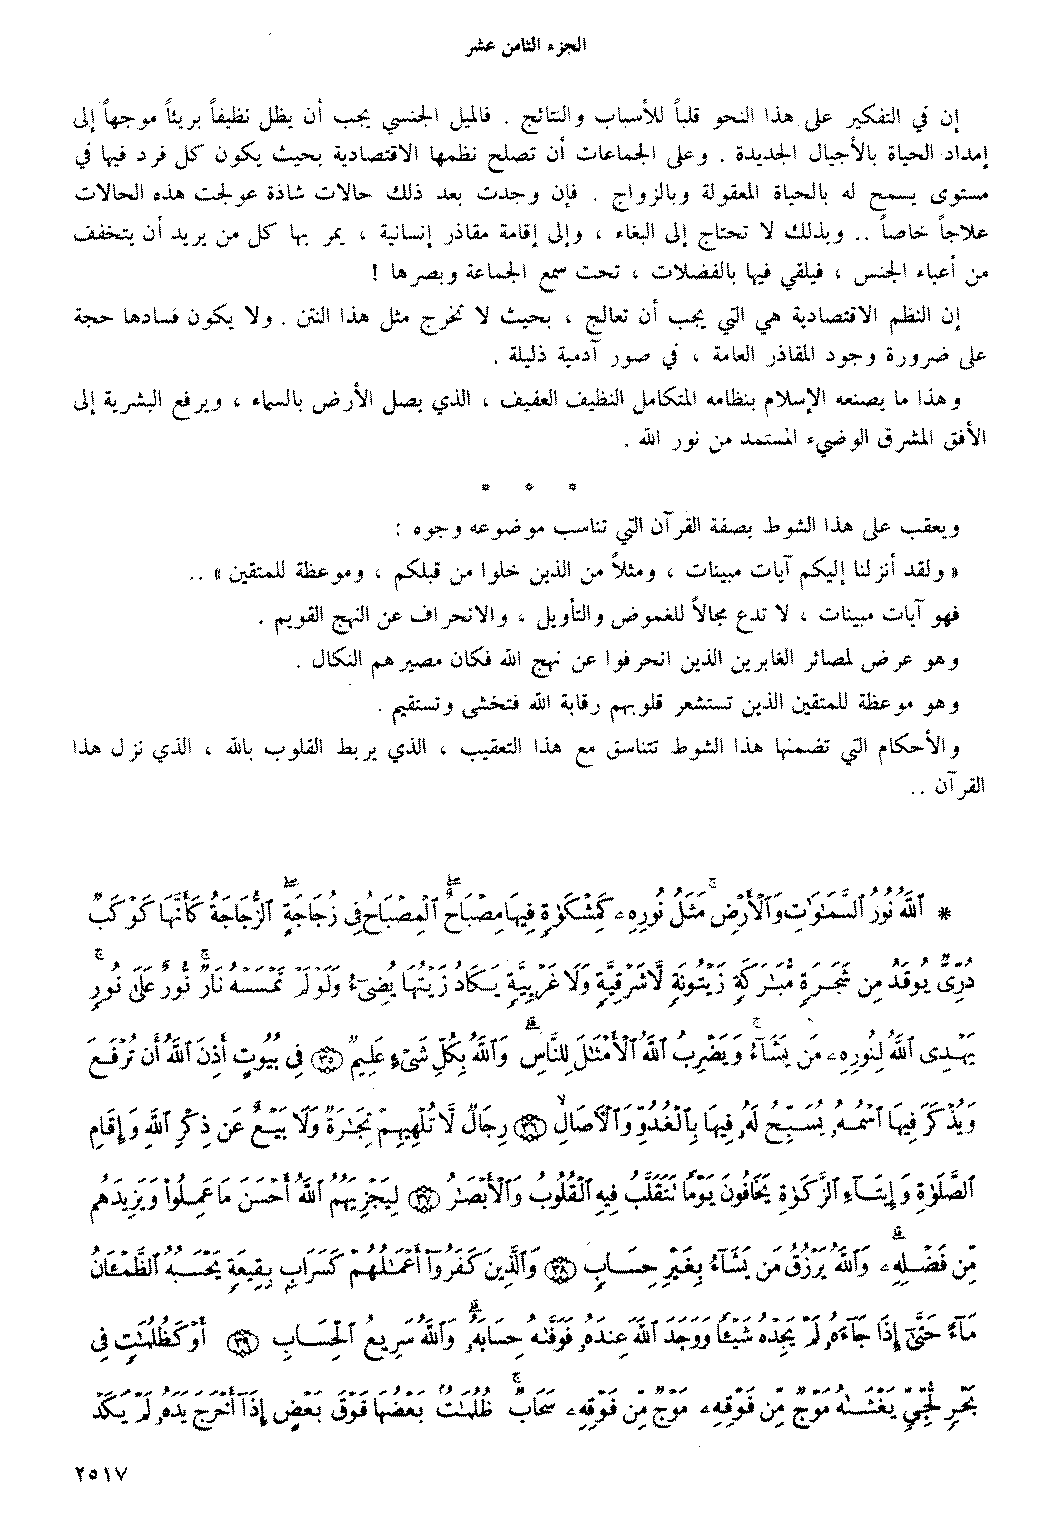 الجزء الثامن عشر
إن في التفكير على هذا النحو قلباً للأسباب والنتائج . فالميل الجنسي يجب أن يظل نظيفاً بريئاً موجهاً إلى
إمداد الحياة بالأجيال الجديدة . وعلى الجماعات أن تصلح نظمها الاقتصادية بحيث يكون كل فرد فيها في
مستوى يسمح له بالحياة المعقولة وبالزواج . فإن وجدت بعد ذلك حالات شاذة عولجت هذه الحالات
علاجاً خاصاً .. وبذلك لا تحتاج إلى البغاء ، وإلى إقامة مقاذر إنسانية ، يمر بها كل من يريد أن يتخفف
من أعباء الجنس ، فيلقي فيها بالفضلات ، تحت سمع الجماعة وبصرها !
إن النظم الاقتصادية هي التي يجب أن تعالج ، بحيث لا تخرج مثل هذا النتن . ولا يكون فسادها حجة
على ضرورة وجود المقاذر العامة ، في صور آدمية ذليلة .
وهذا ما يصنعه الإسلام بنظامه المتكامل النظيف العفيف ، الذي يصل الأرض بالسماء ، ويرفع البشرية إلى
الأفق المشرق الوضيء المستمد من نور الله .
* * *
ويعقب على هذا الشوط بصفة القرآن التي تناسب موضوعه وجوه :
« ولقد أنزلنا إليكم آيات مبينات ، ومثلاً من الذين خلوا من قبلكم ، وموعظة للمتقين » ..
فهو آيات مبينات ، لا تدع مجالاً للغموض والتأويل ، والانحراف عن النهج القويم .
وهو عرض لمصائر الغابرين الذين انحرفوا عن نهج الله فكان مصيرهم النكال .
وهو موعظة للمتقين الذين تستشعر قلوبهم رقابة الله فتخشى وتستقيم .
والأحكام التي تضمنها هذا الشوط تتناسق مع هذا التعقيب ، الذي يربط القلوب بالله ، الذي نزل هذا
القرآن ..
* ٱللَّهُ نُورُ ٱلسَّمَٰوَٰتِ وَٱلْأَرْضِ ۚ مَثَلُ نُورِهِۦ كَمِشْكَوٰةٍ فِيهَا مِصْبَاحٌ ۖ ٱلْمِصْبَاحُ فِى زُجَاجَةٍ ۖ ٱلزُّجَاجَةُ كَأَنَّهَا كَوْكَبٌ
دُرِّىٌّ يُوقَدُ مِن شَجَرَةٍ مُّبَٰرَكَةٍ زَيْتُونَةٍ لَّا شَرْقِيَّةٍ وَلَا غَرْبِيَّةٍ يَكَادُ زَيْتُهَا يُضِىٓءُ وَلَوْ لَمْ تَمْسَسْهُ نَارٌ ۚ نُّورٌ عَلَىٰ نُورٍ ۗ
يَهْدِى ٱللَّهُ لِنُورِهِۦ مَن يَشَآءُ ۚ وَيَضْرِبُ ٱللَّهُ ٱلْأَمْثَٰلَ لِلنَّاسِ ۗ وَٱللَّهُ بِكُلِّ شَىْءٍ عَلِيمٌ ﴿٣٥﴾ فِى بُيُوتٍ أَذِنَ ٱللَّهُ أَن تُرْفَعَ
وَيُذْكَرَ فِيهَا ٱسْمُهُۥ يُسَبِّحُ لَهُۥ فِيهَا بِٱلْغُدُوِّ وَٱلْءَاصَالِ ﴿٣٦﴾ رِجَالٌ لَّا تُلْهِيهِمْ تِجَٰرَةٌ وَلَا بَيْعٌ عَن ذِكْرِ ٱللَّهِ وَإِقَامِ
ٱلصَّلَوٰةِ وَإِيتَآءِ ٱلزَّكَوٰةِ يَخَافُونَ يَوْمًا تَتَقَلَّبُ فِيهِ ٱلْقُلُوبُ وَٱلْأَبْصَٰرُ ﴿٣٧﴾ لِيَجْزِيَهُمُ ٱللَّهُ أَحْسَنَ مَا عَمِلُوا۟ وَيَزِيدَهُم
مِّن فَضْلِهِۦ ۗ وَٱللَّهُ يَرْزُقُ مَن يَشَآءُ بِغَيْرِ حِسَابٍ ﴿٣٨﴾ وَٱلَّذِينَ كَفَرُوٓا۟ أَعْمَٰلُهُمْ كَسَرَابٍۭ بِقِيعَةٍ يَحْسَبُهُ ٱلظَّمْـَٔانُ
مَآءً حَتَّىٰٓ إِذَا جَآءَهُۥ لَمْ يَجِدْهُ شَيْـًٔا وَوَجَدَ ٱللَّهَ عِندَهُۥ فَوَفَّىٰهُ حِسَابَهُۥ ۗ وَٱللَّهُ سَرِيعُ ٱلْحِسَابِ ﴿٣٩﴾ أَوْ كَظُلُمَٰتٍ فِى
بَحْرٍ لُّجِّىٍّ يَغْشَىٰهُ مَوْجٌ مِّن فَوْقِهِۦ مَوْجٌ مِّن فَوْقِهِۦ سَحَابٌ ۚ ظُلُمَٰتٌۢ بَعْضُهَا فَوْقَ بَعْضٍ إِذَآ أَخْرَجَ يَدَهُۥ لَمْ يَكَدْ
٢٥١٧